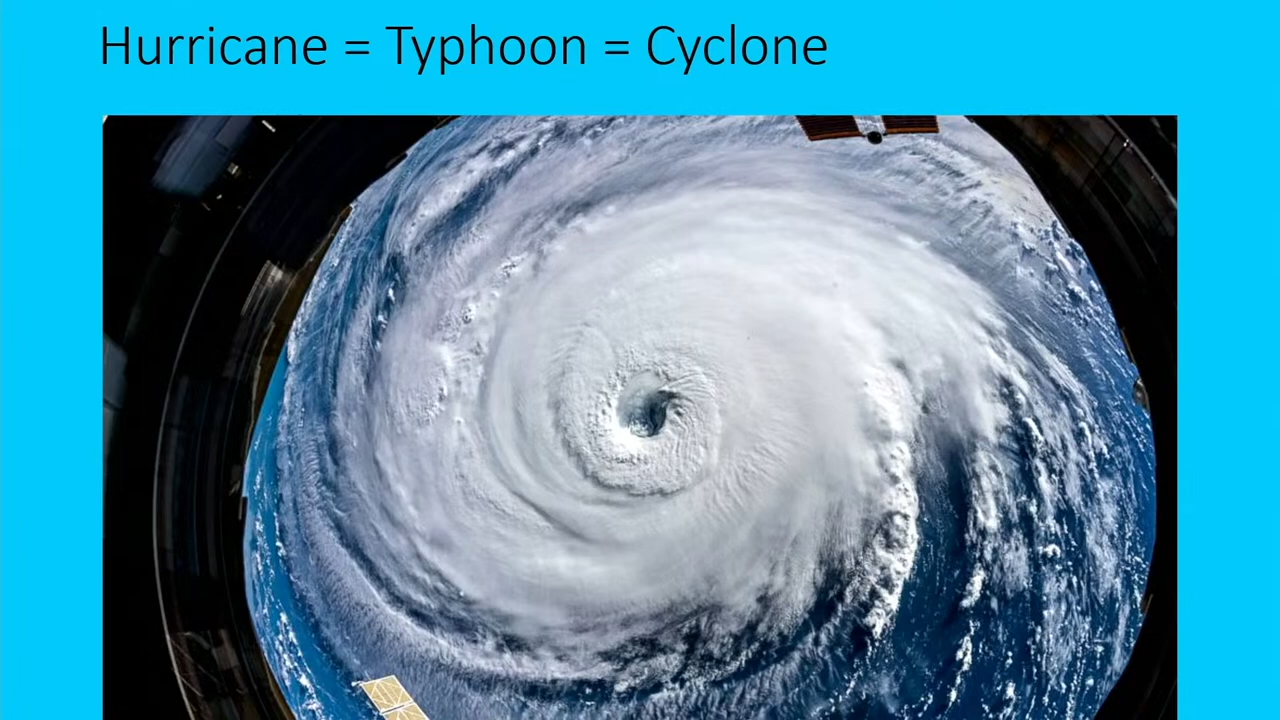 Hurricane = Typhoon = Cyclone